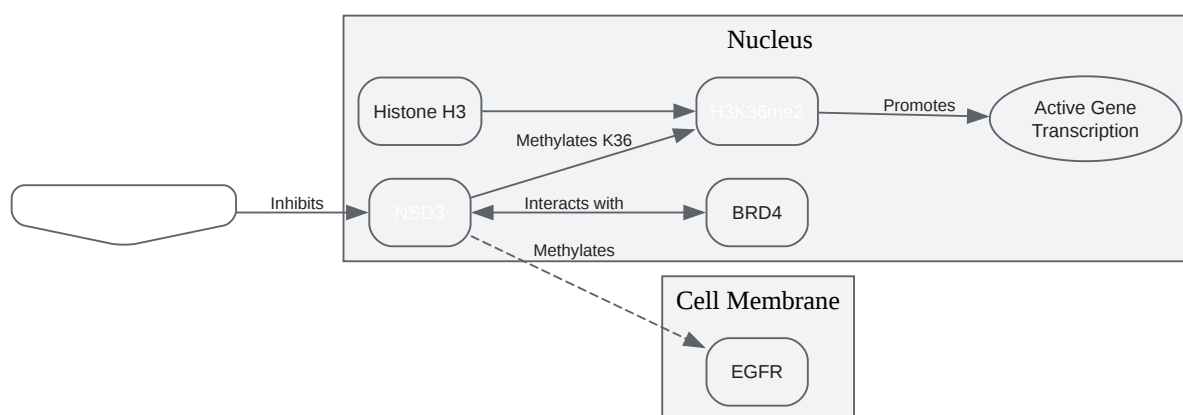 Nucleus
Histone H3
H3K36me2
Promotes
Active Gene
Transcription
Methylates K36
Inhibits
NSD3
Interacts with
BRD4
Methylates
Cell Membrane
EGFR